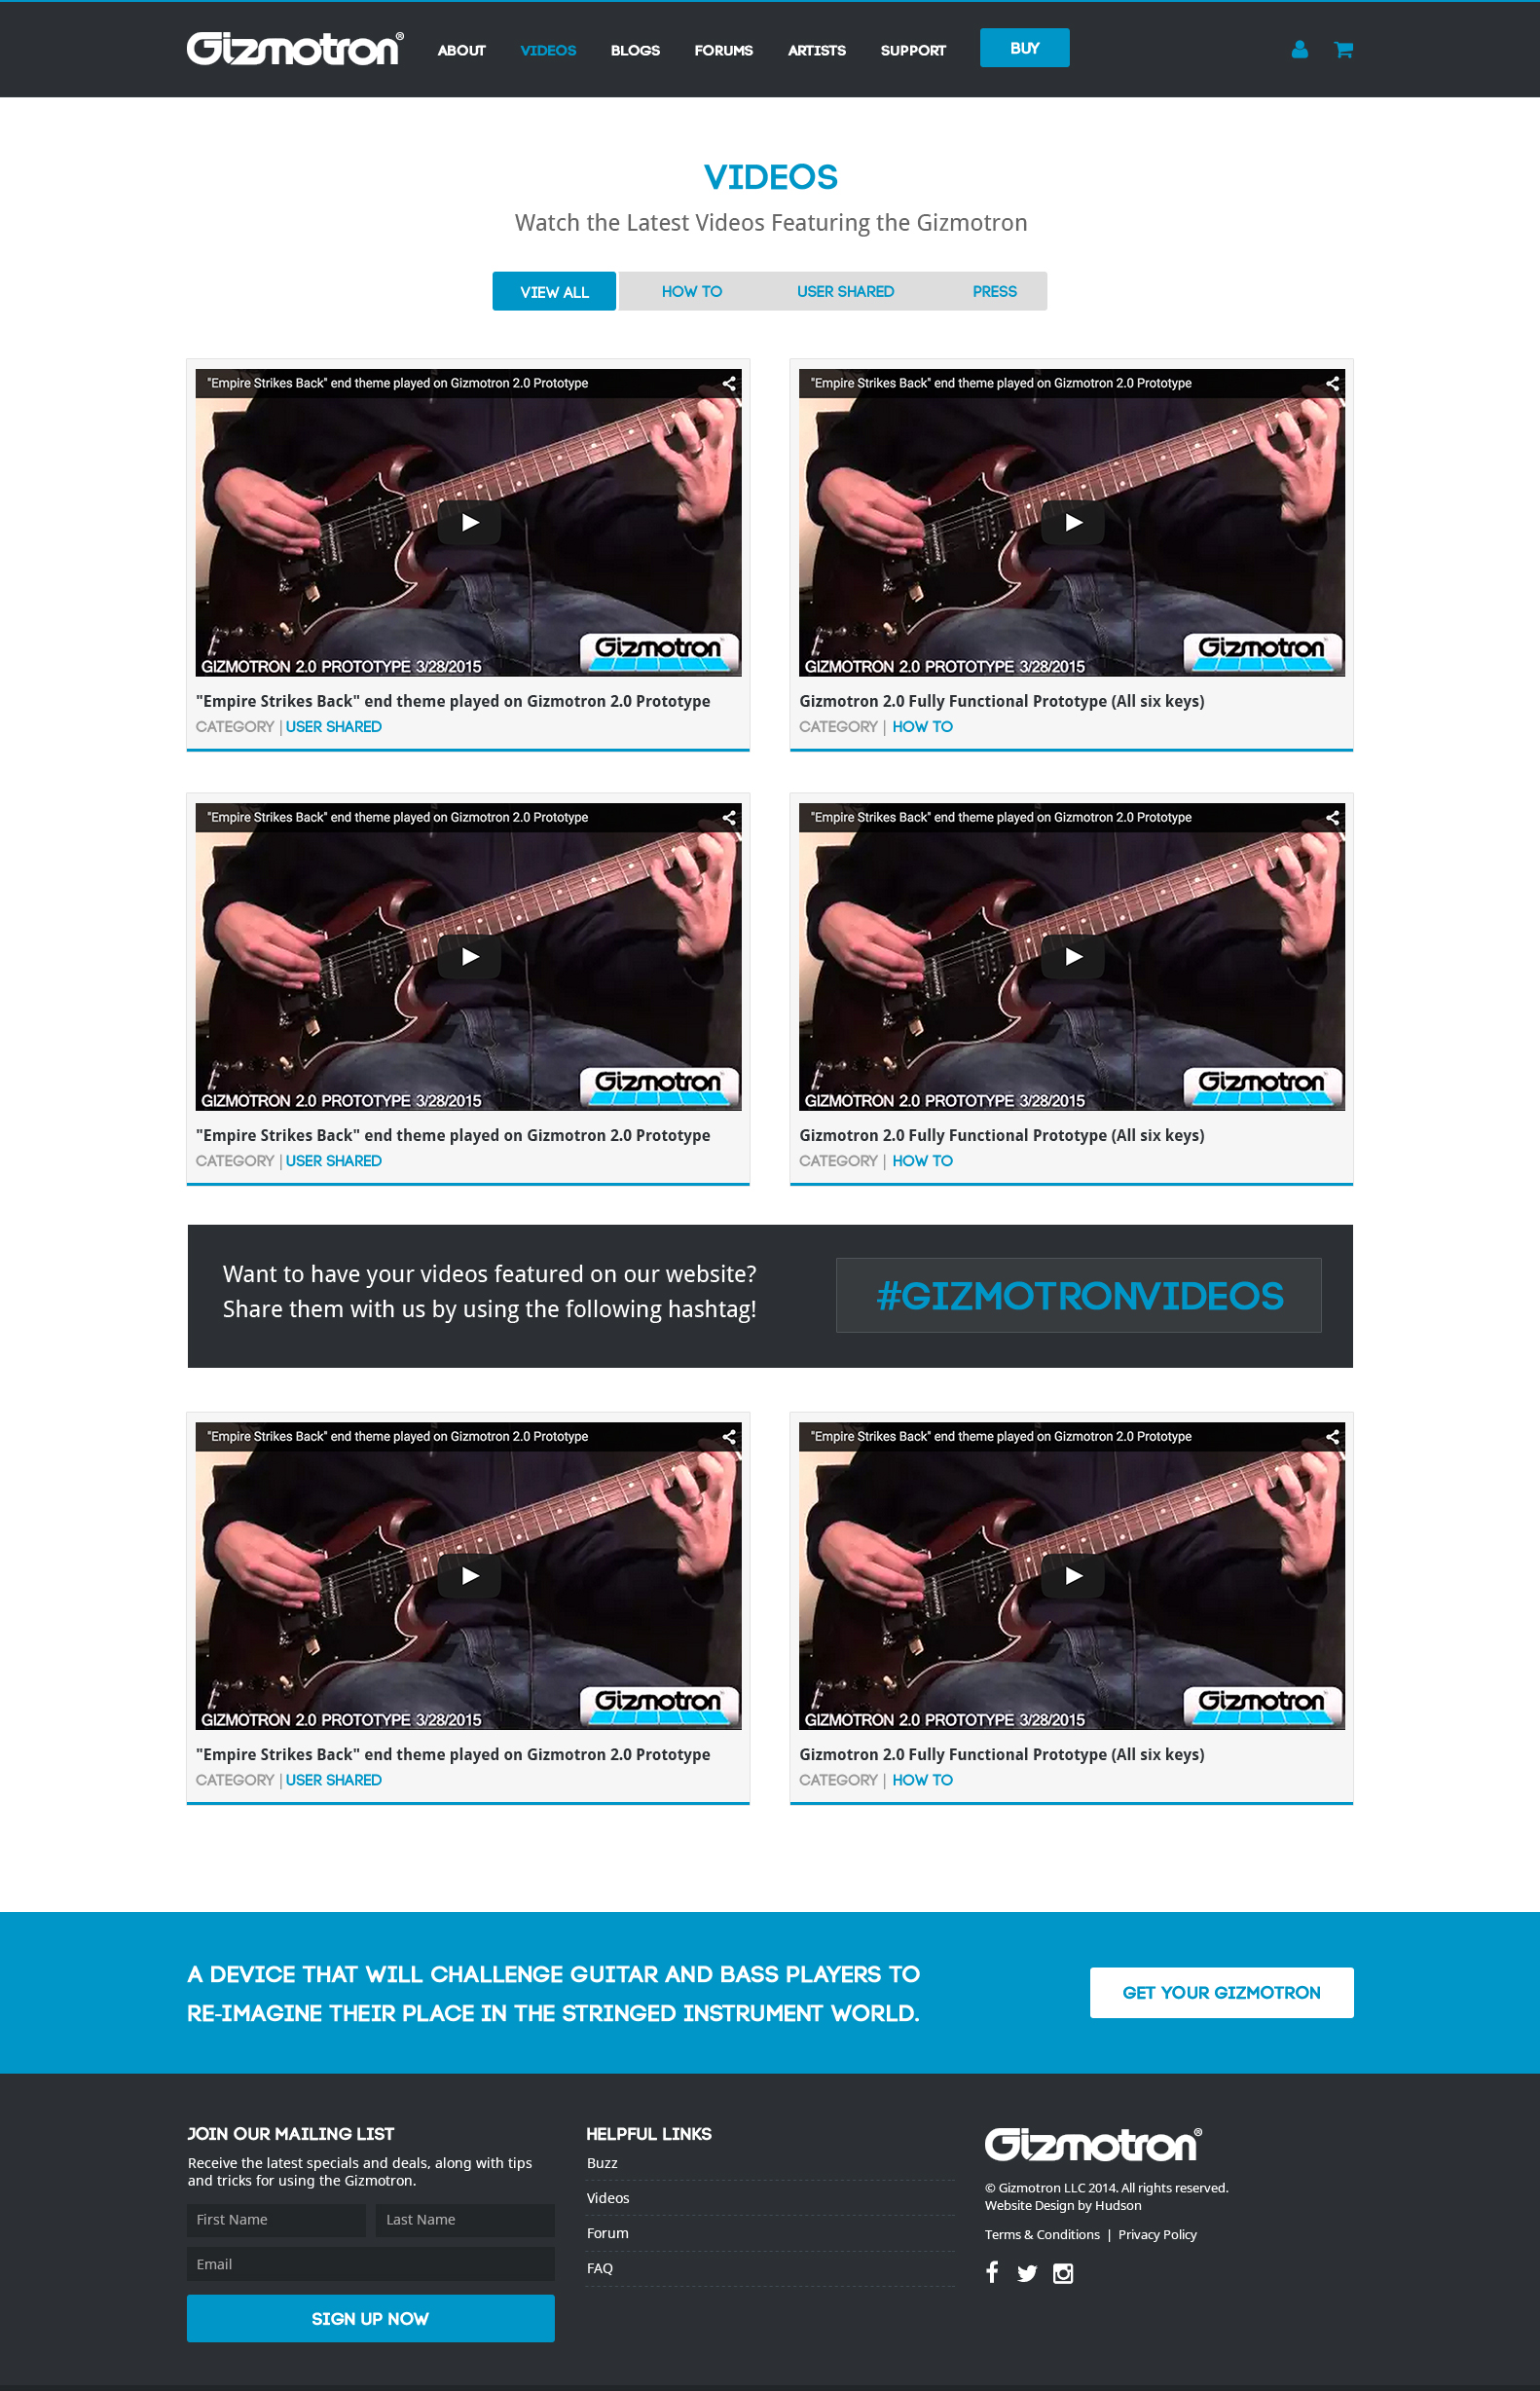 Gizmotron®
ABOUT VIDEOS BLOGS FORUMS ARTISTS SUPPORT BUY
VIDEOS
Watch the Latest Videos Featuring the Gizmotron
VIEW ALL HOW TO USER SHARED PRESS
"Empire Strikes Back" end theme played on Gizmotron 2.0 Prototype
Gizmotron™
GIZMOTRON 2.0 PROTOTYPE 3/28/2015
"Empire Strikes Back" end theme played on Gizmotron 2.0 Prototype
CATEGORY | USER SHARED
"Empire Strikes Back" end theme played on Gizmotron 2.0 Prototype
Gizmotron™
GIZMOTRON 2.0 PROTOTYPE 3/28/2015
Gizmotron 2.0 Fully Functional Prototype (All six keys)
CATEGORY | HOW TO
"Empire Strikes Back" end theme played on Gizmotron 2.0 Prototype
Gizmotron™
GIZMOTRON 2.0 PROTOTYPE 3/28/2015
"Empire Strikes Back" end theme played on Gizmotron 2.0 Prototype
CATEGORY | USER SHARED
"Empire Strikes Back" end theme played on Gizmotron 2.0 Prototype
Gizmotron™
GIZMOTRON 2.0 PROTOTYPE 3/28/2015
Gizmotron 2.0 Fully Functional Prototype (All six keys)
CATEGORY | HOW TO
Want to have your videos featured on our website?
Share them with us by using the following hashtag!
#GIZMOTRONVIDEOS
"Empire Strikes Back" end theme played on Gizmotron 2.0 Prototype
Gizmotron™
GIZMOTRON 2.0 PROTOTYPE 3/28/2015
"Empire Strikes Back" end theme played on Gizmotron 2.0 Prototype
CATEGORY | USER SHARED
"Empire Strikes Back" end theme played on Gizmotron 2.0 Prototype
Gizmotron™
GIZMOTRON 2.0 PROTOTYPE 3/28/2015
Gizmotron 2.0 Fully Functional Prototype (All six keys)
CATEGORY | HOW TO
A DEVICE THAT WILL CHALLENGE GUITAR AND BASS PLAYERS TO
RE-IMAGINE THEIR PLACE IN THE STRINGED INSTRUMENT WORLD.
GET YOUR GIZMOTRON
JOIN OUR MAILING LIST
Receive the latest specials and deals, along with tips
and tricks for using the Gizmotron.
First Name Last Name
Email
SIGN UP NOW
HELPFUL LINKS
Buzz
Videos
Forum
FAQ
Gizmotron®
© Gizmotron LLC 2014. All rights reserved.
Website Design by Hudson
Terms & Conditions | Privacy Policy